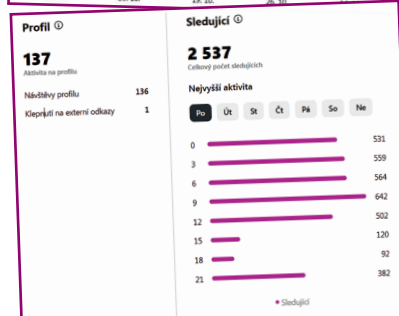 Profil
137
Aktivita na profilu
Návštěvy profilu 136
Klepnutí na externí odkazy 1
Sledující
2 537
Celkový počet sledujících
Nejvyšší aktivita
Po Út St Čt Pá So Ne
0 531
3 559
6 564
9 642
12 502
15 120
18 92
21 382
Sledující